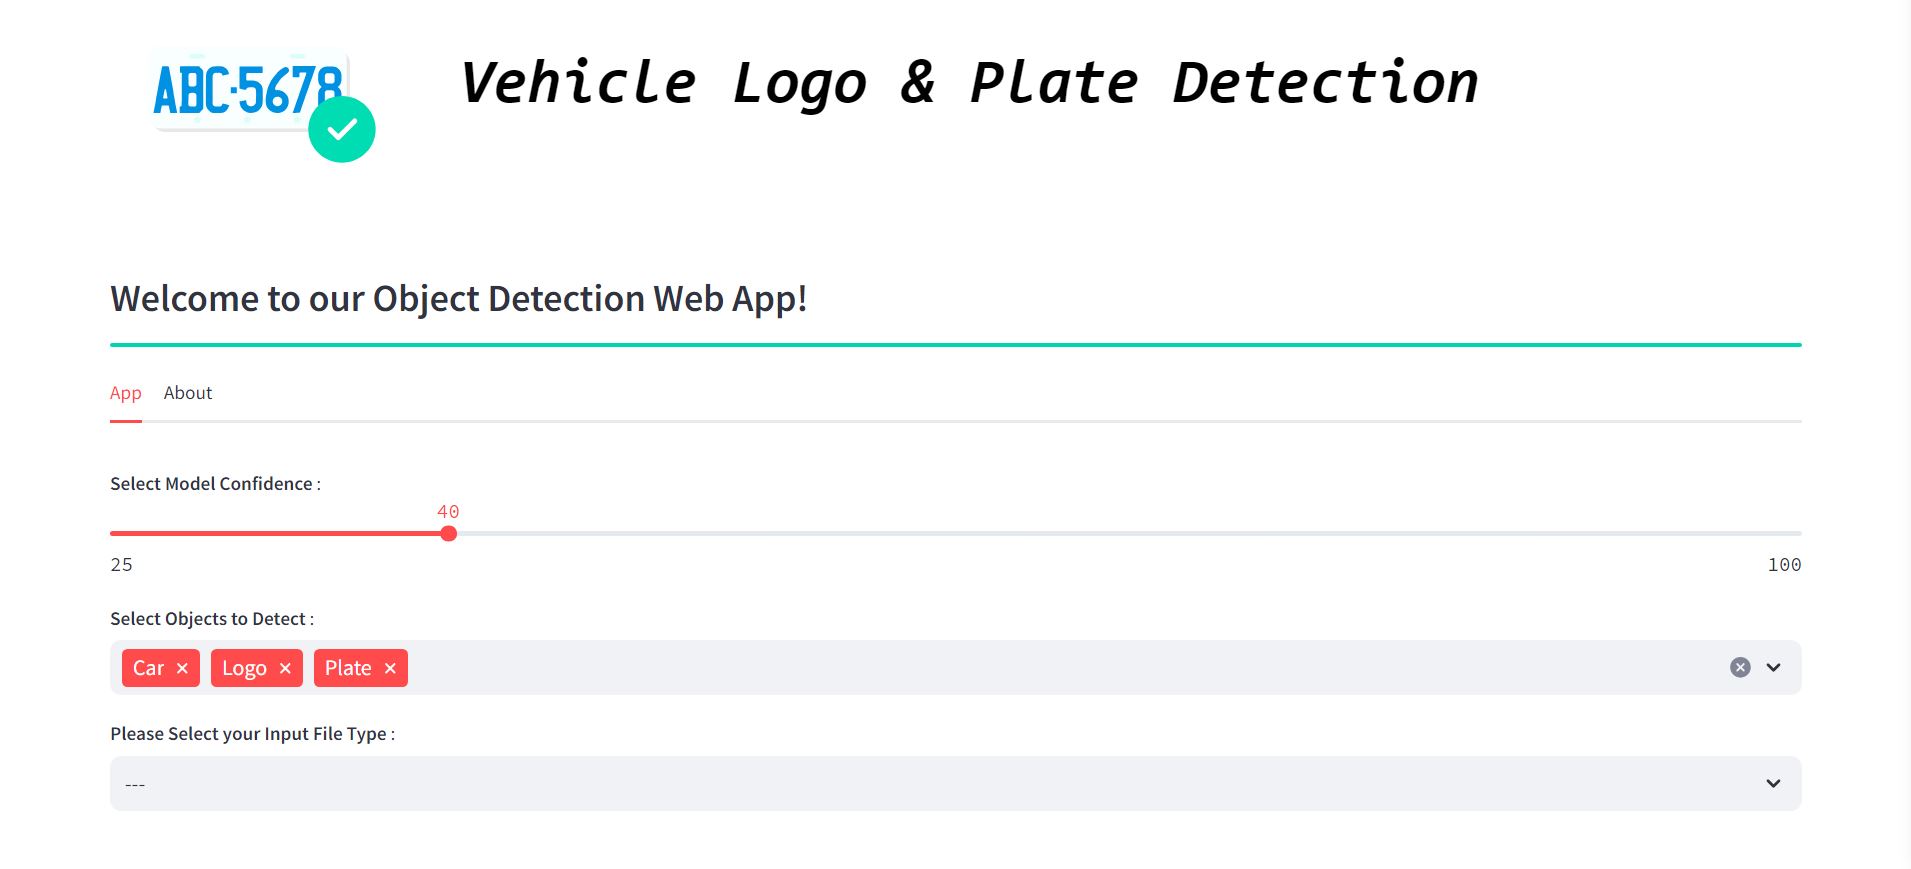 ABC·5678
Vehicle Logo & Plate Detection
Welcome to our Object Detection Web App!
App About
Select Model Confidence :
40
25 100
Select Objects to Detect :
Car × Logo × Plate ×
Please Select your Input File Type :
---